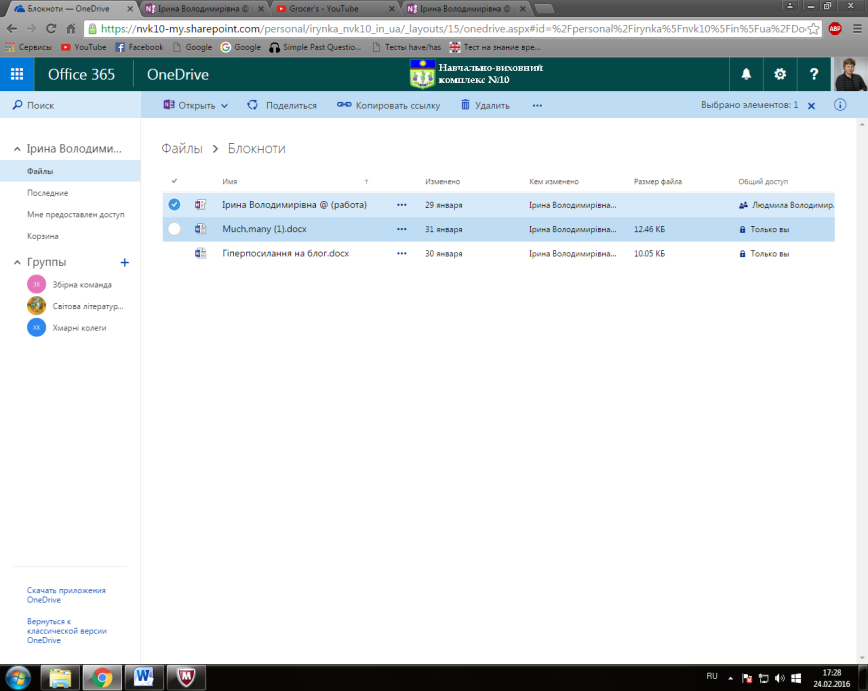 Блокноти — OneDrive
Ірина Володимирівна @
Grocer's - YouTube
Ірина Володимирівна @
https://nvk10-my.sharepoint.com/personal/irynka_nvk10_in_ua/_layouts/15/onedrive.aspx#id=%2Fpersonal%2Firynka%5Fnvk10%5Fin%5Fua%2FDo
ABP
Сервисы YouTube Facebook Google Google Simple Past Questio... Тесты have/has Тест на знание вре...
Office 365 OneDrive
Навчально-виховний
комплекс №10
?
Поиск
Открыть Поделиться Копировать ссылку Удалить ... Выбрано элементов: 1
Ірина Володими...
Файлы
Последние
Мне предоставлен доступ
Корзина
Группы +
ЗК Збірна команда
Світова літератур...
ХК Хмарні колеги
Файлы > Блокноти
Имя Изменено Кем изменено Размер файла Общий доступ
Ірина Володимирівна @ (работа) ... 29 января Ірина Володимирівна... Людмила Володимир.
Much,many (1).docx ... 31 января Ірина Володимирівна... 12.46 КБ Только вы
Гіперпосилання на блог.docx ... 30 января Ірина Володимирівна... 10.05 КБ Только вы
Скачать приложения
OneDrive
Вернуться к
классической версии
OneDrive
RU
17:28
24.02.2016